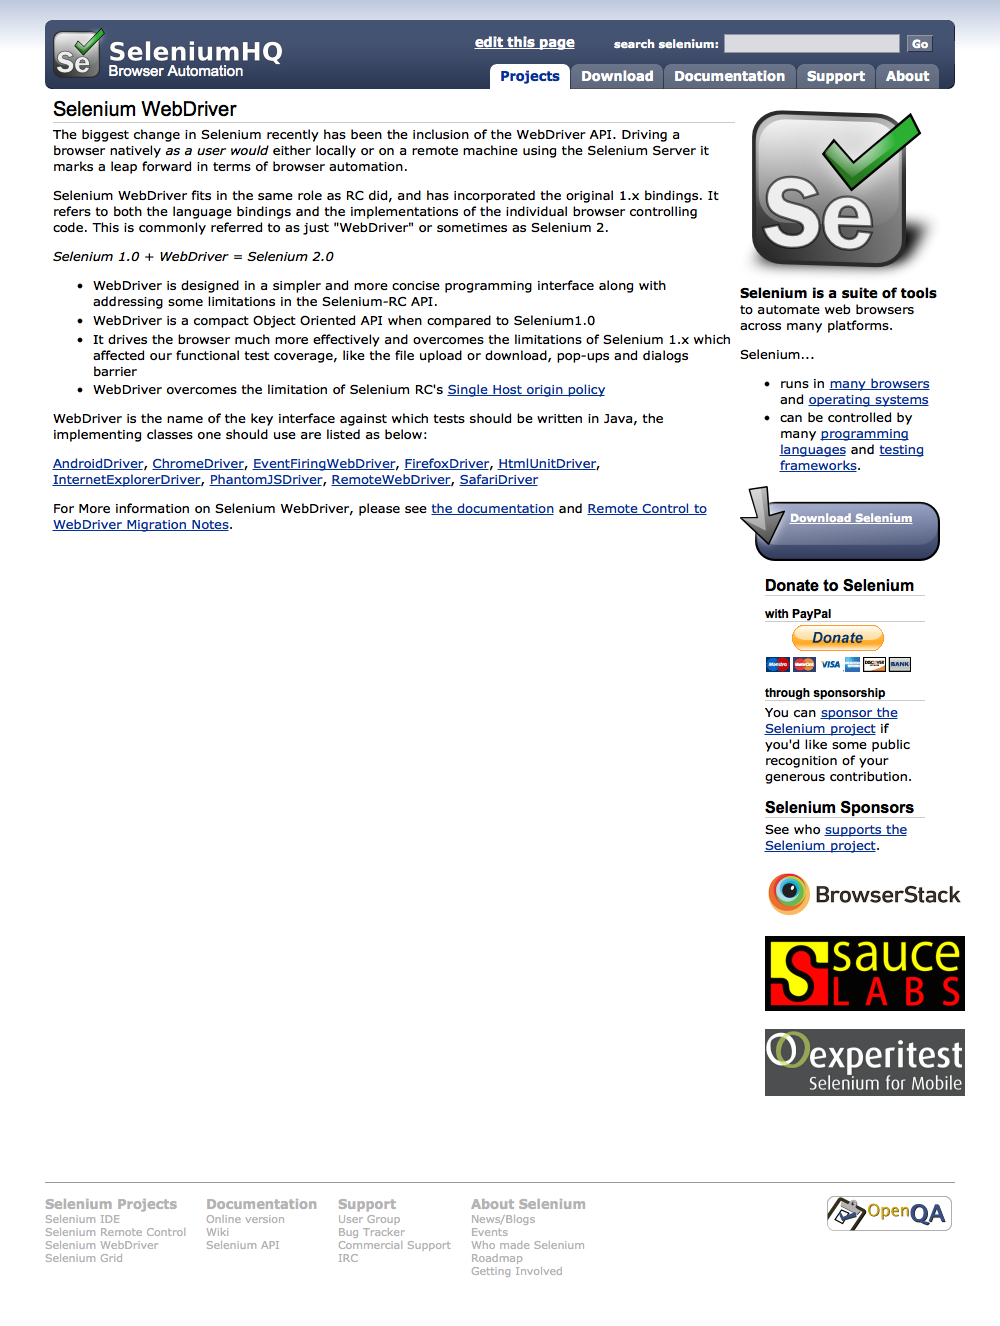 Se
SeleniumHQ
Browser Automation
edit this page
search selenium:
Go
Projects
Download
Documentation
Support
About
Selenium WebDriver
The biggest change in Selenium recently has been the inclusion of the WebDriver API. Driving a
browser natively as a user would either locally or on a remote machine using the Selenium Server it
marks a leap forward in terms of browser automation.
Selenium WebDriver fits in the same role as RC did, and has incorporated the original 1.x bindings. It
refers to both the language bindings and the implementations of the individual browser controlling
code. This is commonly referred to as just "WebDriver" or sometimes as Selenium 2.
Selenium 1.0 + WebDriver = Selenium 2.0
• WebDriver is designed in a simpler and more concise programming interface along with
addressing some limitations in the Selenium-RC API.
• WebDriver is a compact Object Oriented API when compared to Selenium1.0
• It drives the browser much more effectively and overcomes the limitations of Selenium 1.x which
affected our functional test coverage, like the file upload or download, pop-ups and dialogs
barrier
• WebDriver overcomes the limitation of Selenium RC's Single Host origin policy
WebDriver is the name of the key interface against which tests should be written in Java, the
implementing classes one should use are listed as below:
AndroidDriver, ChromeDriver, EventFiringWebDriver, FirefoxDriver, HtmlUnitDriver,
InternetExplorerDriver, PhantomJSDriver, RemoteWebDriver, SafariDriver
For More information on Selenium WebDriver, please see the documentation and Remote Control to
WebDriver Migration Notes.
Se
Selenium is a suite of tools
to automate web browsers
across many platforms.
Selenium...
• runs in many browsers
and operating systems
• can be controlled by
many programming
languages and testing
frameworks.
Download Selenium
Donate to Selenium
with PayPal
Donate
Maestro MasterCard VISA DISCOVER BANK
through sponsorship
You can sponsor the
Selenium project if
you'd like some public
recognition of your
generous contribution.
Selenium Sponsors
See who supports the
Selenium project.
BrowserStack
S sauce
LABS
experitest
Selenium for Mobile
Selenium Projects
Selenium IDE
Selenium Remote Control
Selenium WebDriver
Selenium Grid
Documentation
Online version
Wiki
Selenium API
Support
User Group
Bug Tracker
Commercial Support
IRC
About Selenium
News/Blogs
Events
Who made Selenium
Roadmap
Getting Involved
OpenQA